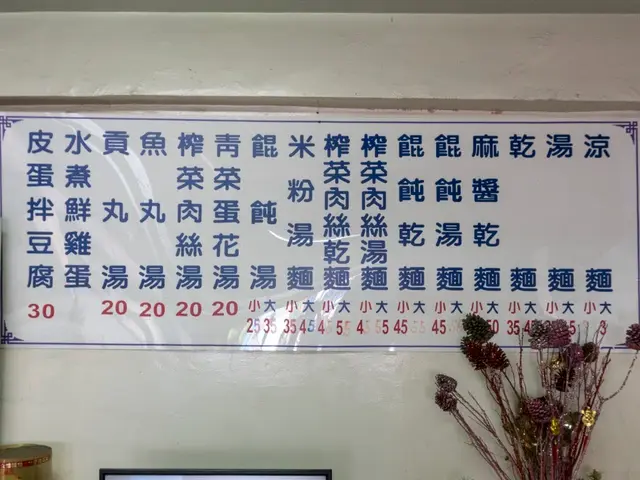 涼麵 小 大
湯麵 小 大
乾麵 小 大 35
麻醬乾麵 小 大
餛飩湯麵 小 大 45
餛飩乾麵 小 大 45
榨菜肉絲湯麵 小 大
榨菜肉絲乾麵 小 大
米粉湯麵 小 大 35 45
餛飩湯 小 大 25 35
青菜蛋花湯 20
榨菜肉絲湯 20
魚丸湯 20
貢丸湯 20
水煮鮮雞蛋
皮蛋拌豆腐 30